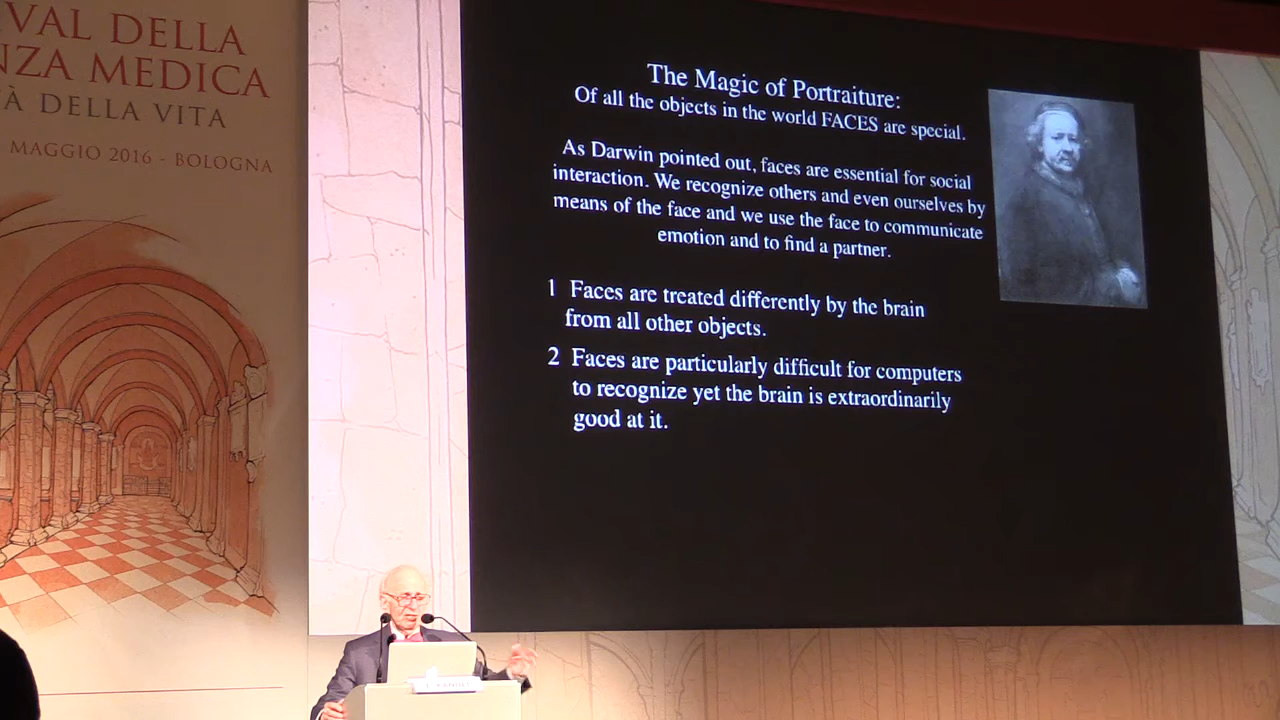 VAL DELLA
NZA MEDICA
À DELLA VITA
MAGGIO 2016 - BOLOGNA
The Magic of Portraiture:
Of all the objects in the world FACES are special.
As Darwin pointed out, faces are essential for social
interaction. We recognize others and even ourselves by
means of the face and we use the face to communicate
emotion and to find a partner.
1 Faces are treated differently by the brain
from all other objects.
2 Faces are particularly difficult for computers
to recognize yet the brain is extraordinarily
good at it.